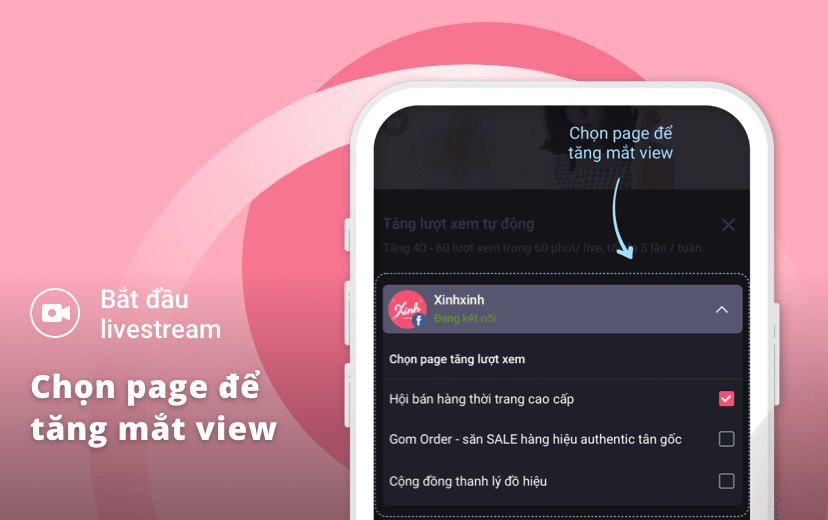 Chọn page để
tăng mắt view
Tăng lượt xem tự động
Tăng 40 - 60 lượt xem trong 60 phút/ live, tối đa 3 lần / tuần.
Xinh
Xinhxinh
Đang kết nối
Chọn page tăng lượt xem
Hội bán hàng thời trang cao cấp
Gom Order - săn SALE hàng hiệu authentic tân gốc
Cộng đồng thanh lý đồ hiệu
Bắt đầu
livestream
Chọn page để
tăng mắt view